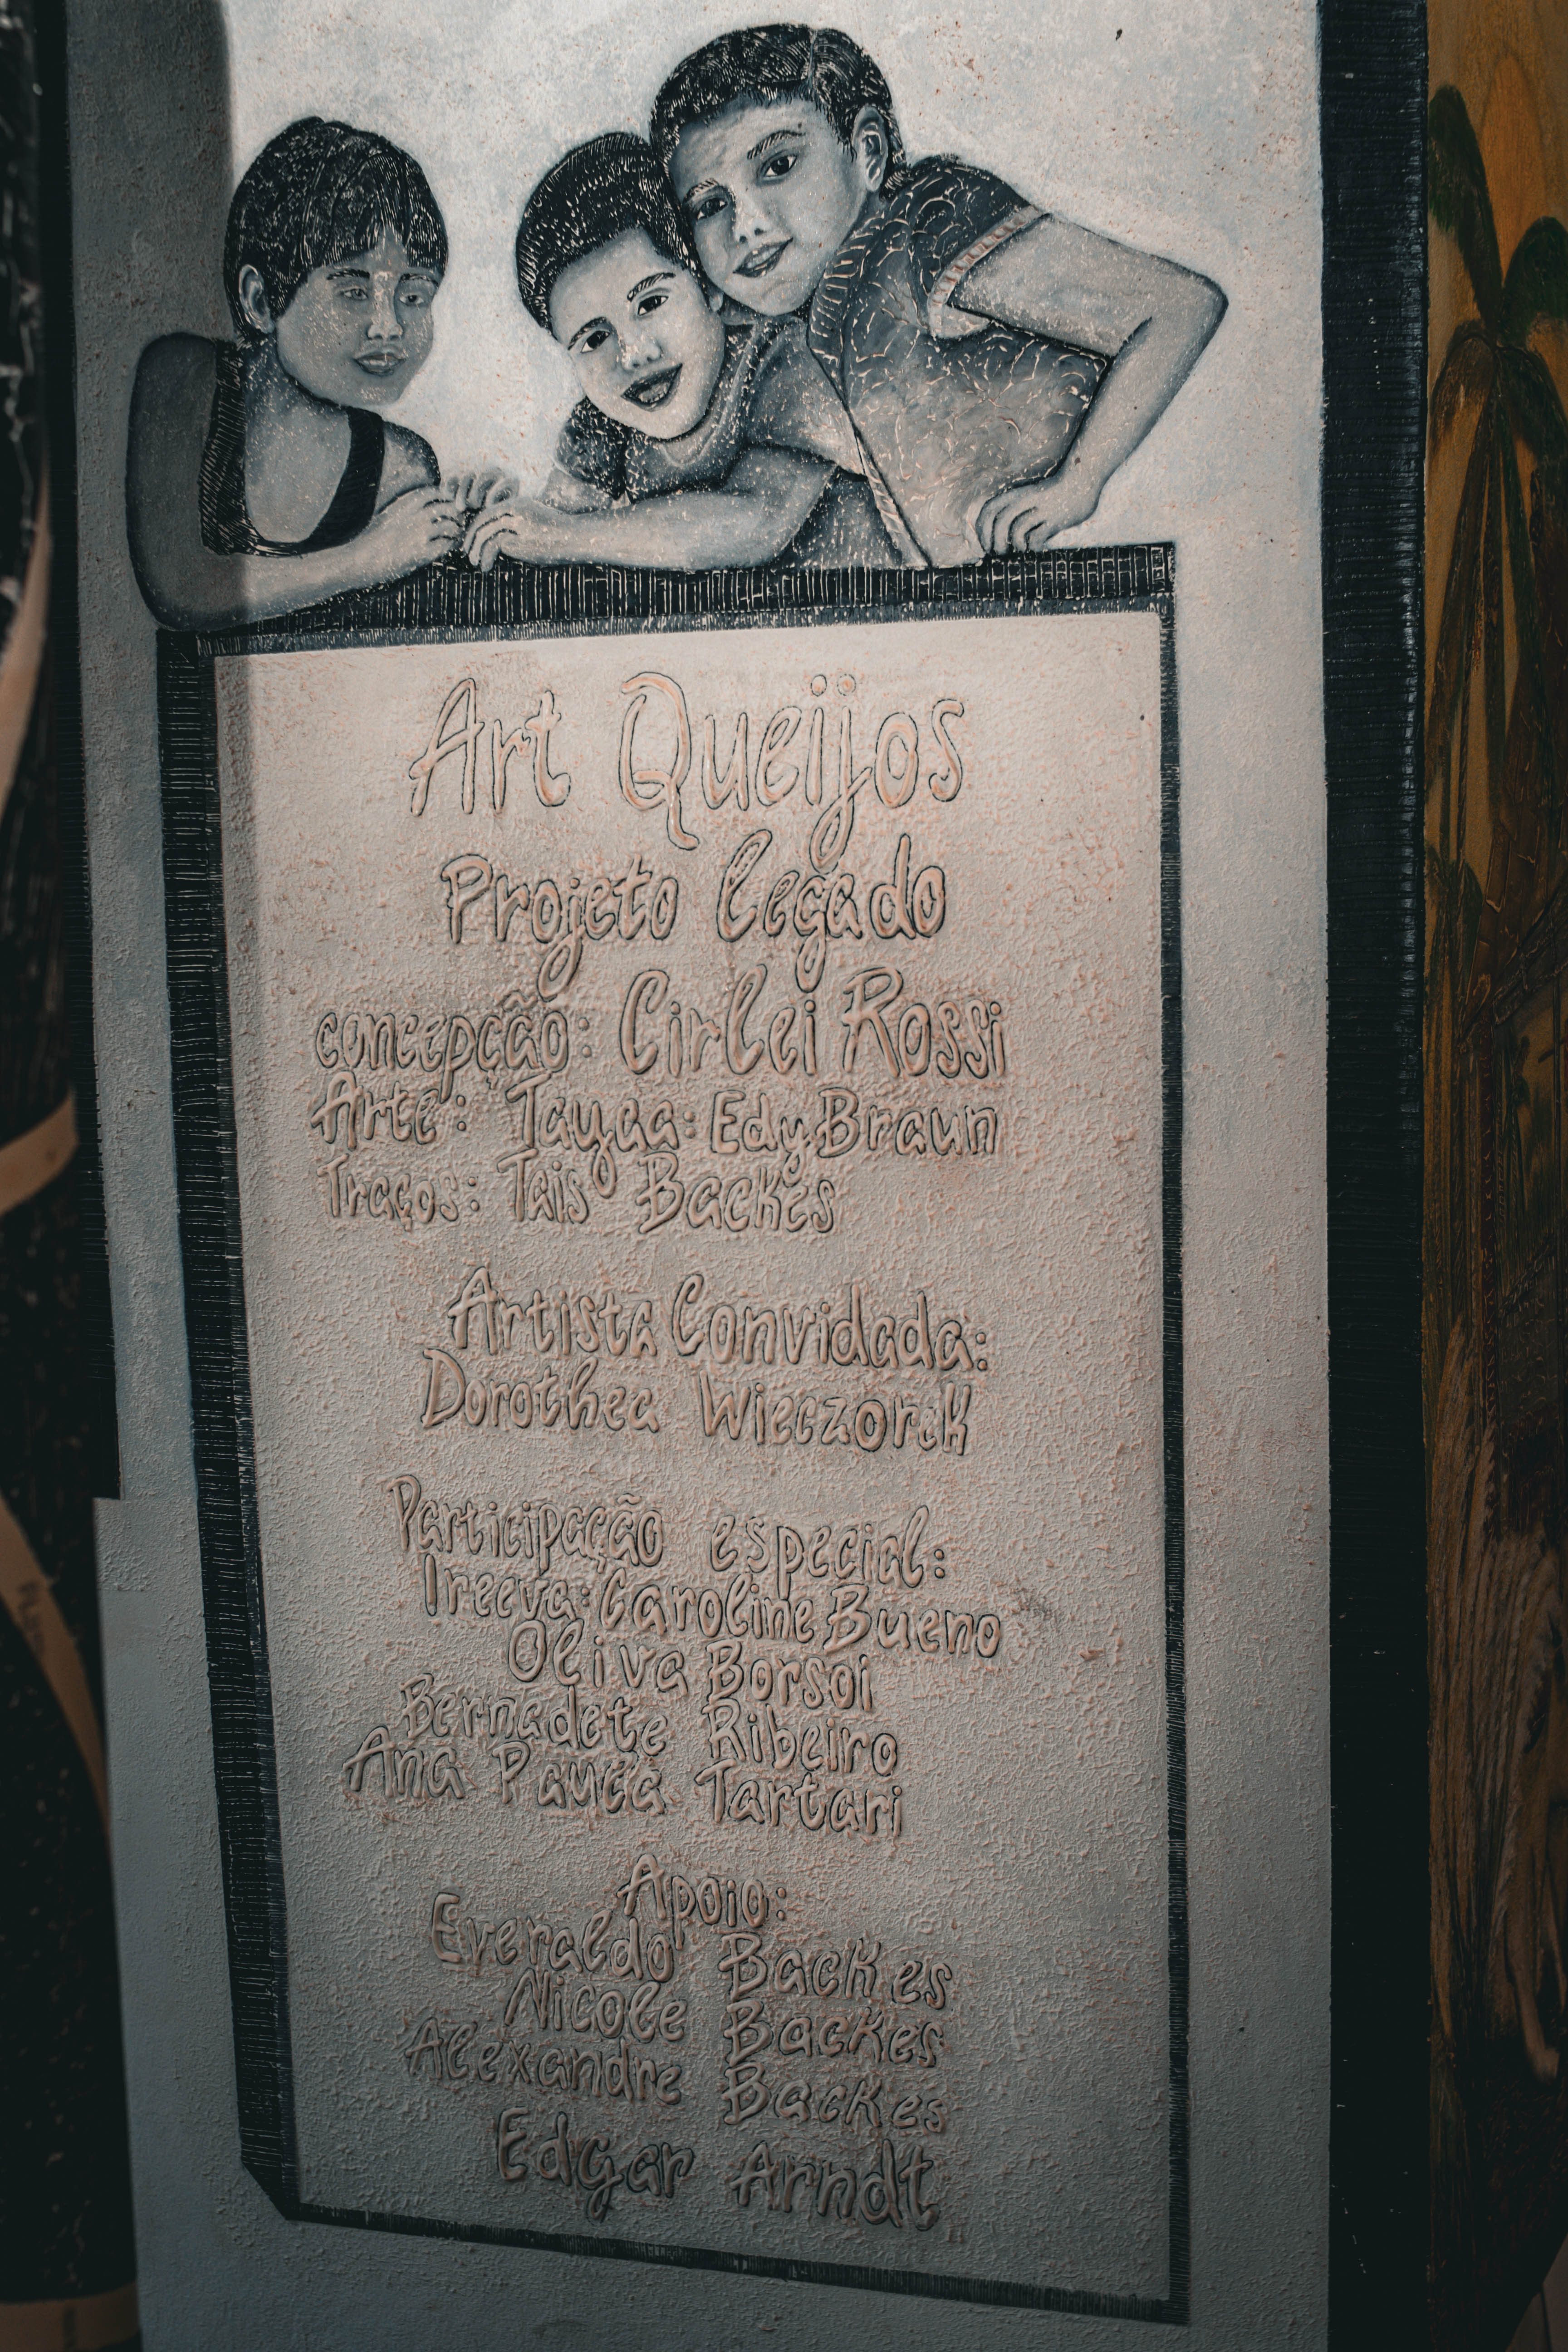 Art Queijos
Projeto legado
concepção: Cirlei Rossi
Arte: Tayaa: Edy Braun
Traços: Tais Backes
Artista Convidada:
Dorothea Wieczorek
Participação especial:
Ireeva: Caroline Bueno
Oliva Borsoi
Bernadete Ribeiro
Ana Paula Tartari
Apoio:
Everaldo Backes
Nicole Backes
Alexandre Backes
Edgar Arndt